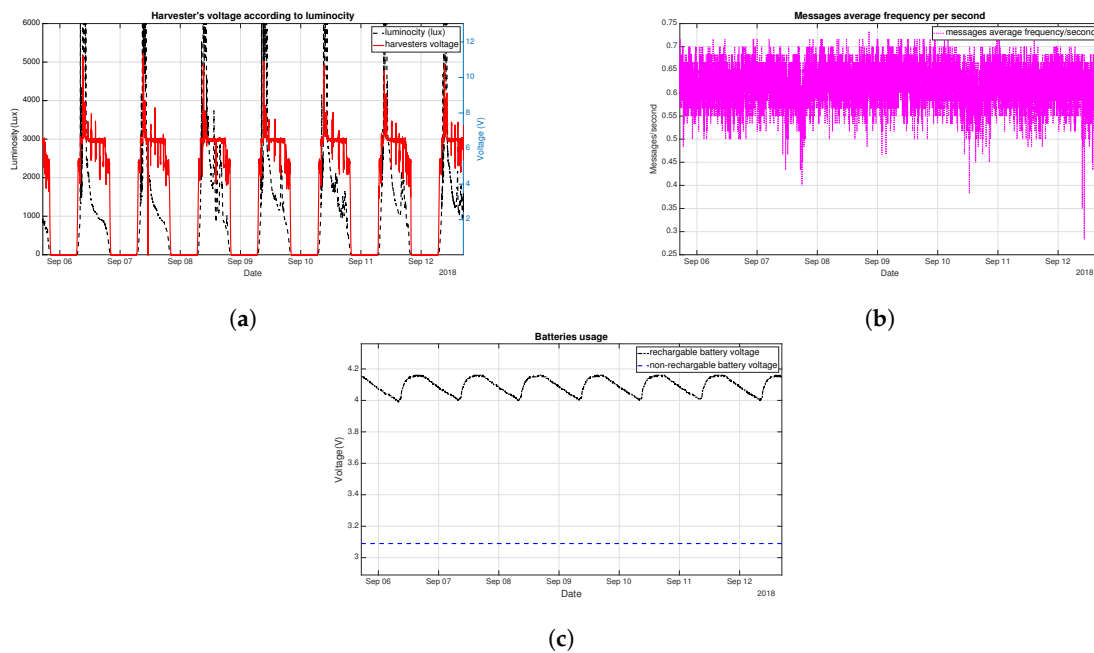 Harvester's voltage according to luminocity
6000
5000
4000
3000
2000
1000
0
Luminosity (Lux)
luminocity (lux)
harvesters voltage
12
10
8
6
4
2
Voltage (V)
Sep 06 Sep 07 Sep 08 Sep 09 Sep 10 Sep 11 Sep 12
Date
2018
(a)
Messages average frequency per second
0.75
0.7
0.65
0.6
0.55
0.5
0.45
0.4
0.35
0.3
0.25
Messages/second
messages average frequency/second
Sep 06 Sep 07 Sep 08 Sep 09 Sep 10 Sep 11 Sep 12
Date
2018
(b)
Batteries usage
4.2
4
3.8
3.6
3.4
3.2
3
Voltage (V)
rechargable battery voltage
non-rechargable battery voltage
Sep 06 Sep 07 Sep 08 Sep 09 Sep 10 Sep 11 Sep 12
Date
2018
(c)